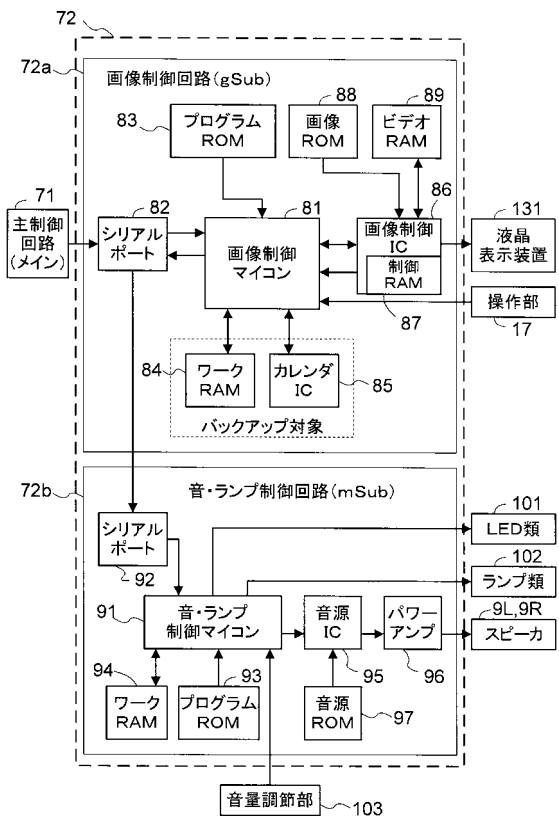 72
72a
画像制御回路(gSub)
83
プログラム
ROM
88
画像
ROM
89
ビデオ
RAM
71
主制御
回路
(メイン)
82
シリアル
ポート
81
画像制御
マイコン
86
画像制御
IC
制御
RAM
87
131
液晶
表示装置
操作部
17
84
ワーク
RAM
カレンダ
IC
85
バックアップ対象
72b
音・ランプ制御回路(mSub)
シリアル
ポート
92
101
LED類
102
ランプ類
91
音・ランプ
制御マイコン
音源
IC
95
パワー
アンプ
96
9L,9R
スピーカ
94
ワーク
RAM
93
プログラム
ROM
音源
ROM
97
音量調節部
103